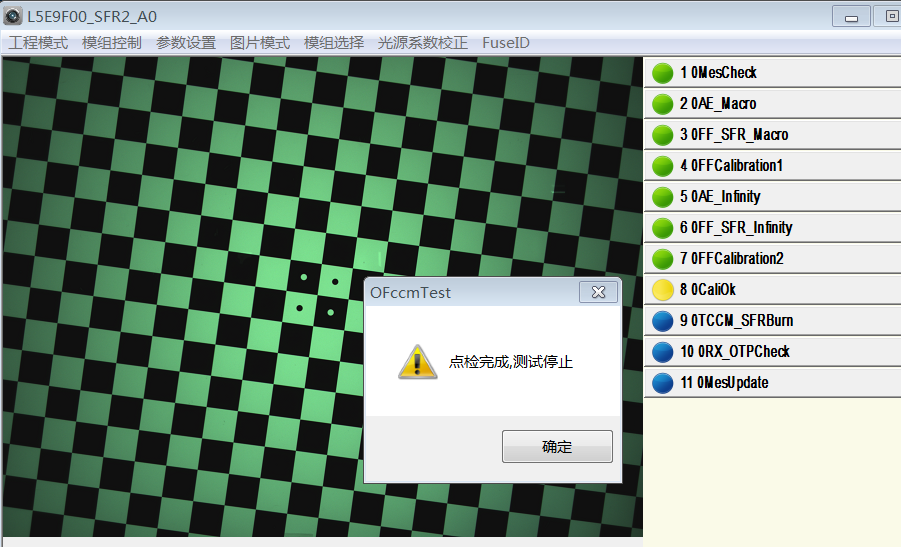 L5E9F00_SFR2_A0
工程模式 模组控制 参数设置 图片模式 模组选择 光源系数校正 FuseID
1 0MesCheck
2 0AE_Macro
3 0FF_SFR_Macro
4 0FFCalibration1
5 0AE_Infinity
6 0FF_SFR_Infinity
7 0FFCalibration2
8 0CaliOk
9 0TCCM_SFRBurn
10 0RX_OTPCheck
11 0MesUpdate
OFccmTest
点检完成,测试停止
确定